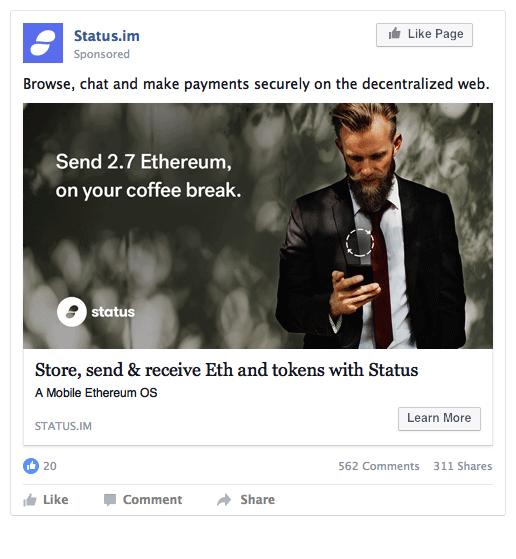 Status.im
Like Page
Sponsored
Browse, chat and make payments securely on the decentralized web.
Send 2.7 Ethereum,
on your coffee break.
status
Store, send & receive Eth and tokens with Status
A Mobile Ethereum OS
STATUS.IM
Learn More
20
562 Comments 311 Shares
Like Comment Share